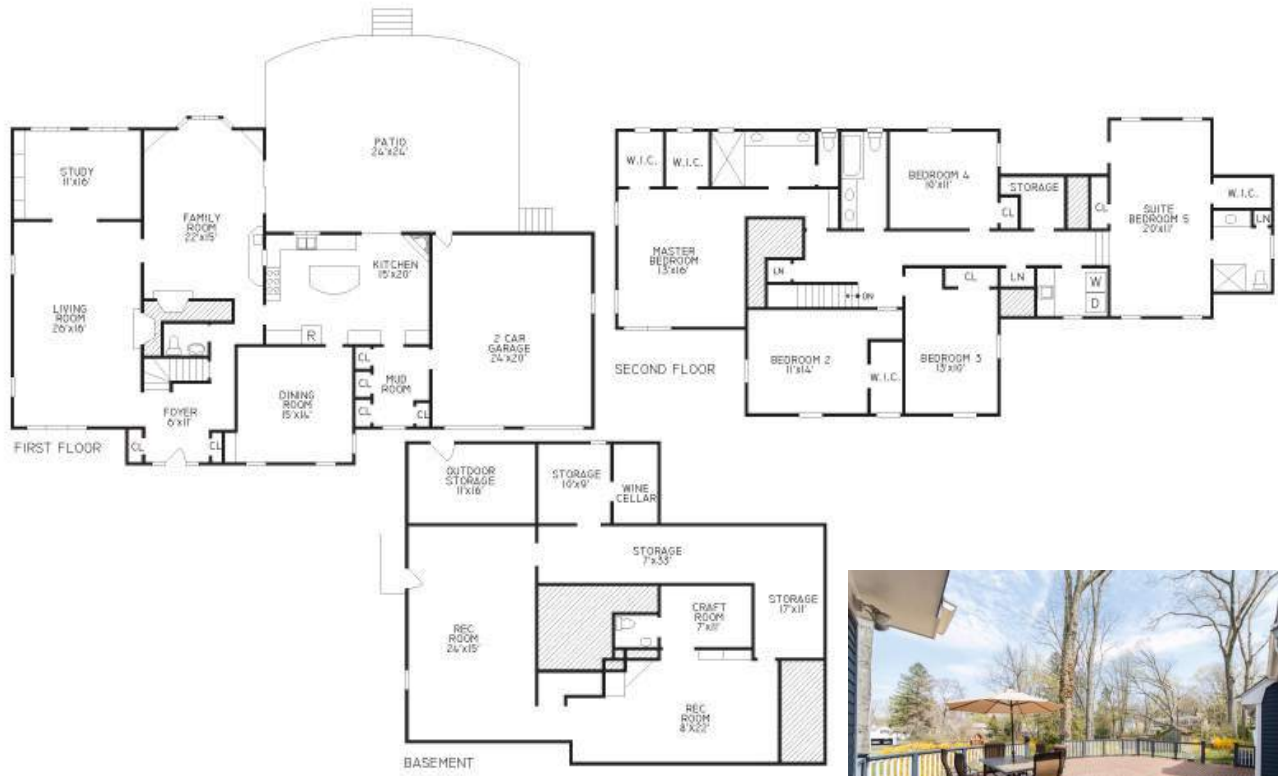 PATIO
24'x24'
STUDY
11'x16'
FAMILY
ROOM
22'x15'
KITCHEN
15'x20'
LIVING
ROOM
26'x16'
R
2 CAR
GARAGE
24'x20'
CL
CL
CL
CL
MUD
ROOM
DINING
ROOM
15'x14'
FOYER
6'x11'
CL
CL
FIRST FLOOR
W.I.C.
W.I.C.
BEDROOM 4
10'x11'
CL
STORAGE
CL
SUITE
BEDROOM 5
20'x11'
W.I.C.
LN
MASTER
BEDROOM
13'x16'
LN
DN
CL
LN
W
D
BEDROOM 2
11'x14'
W.I.C.
BEDROOM 3
13'x10'
SECOND FLOOR
OUTDOOR
STORAGE
11'x16'
STORAGE
10'x9'
WINE
CELLAR
STORAGE
7'x33'
STORAGE
17'x11'
CRAFT
ROOM
7'x11'
REC
ROOM
24'x15'
REC
ROOM
8'x22'
BASEMENT